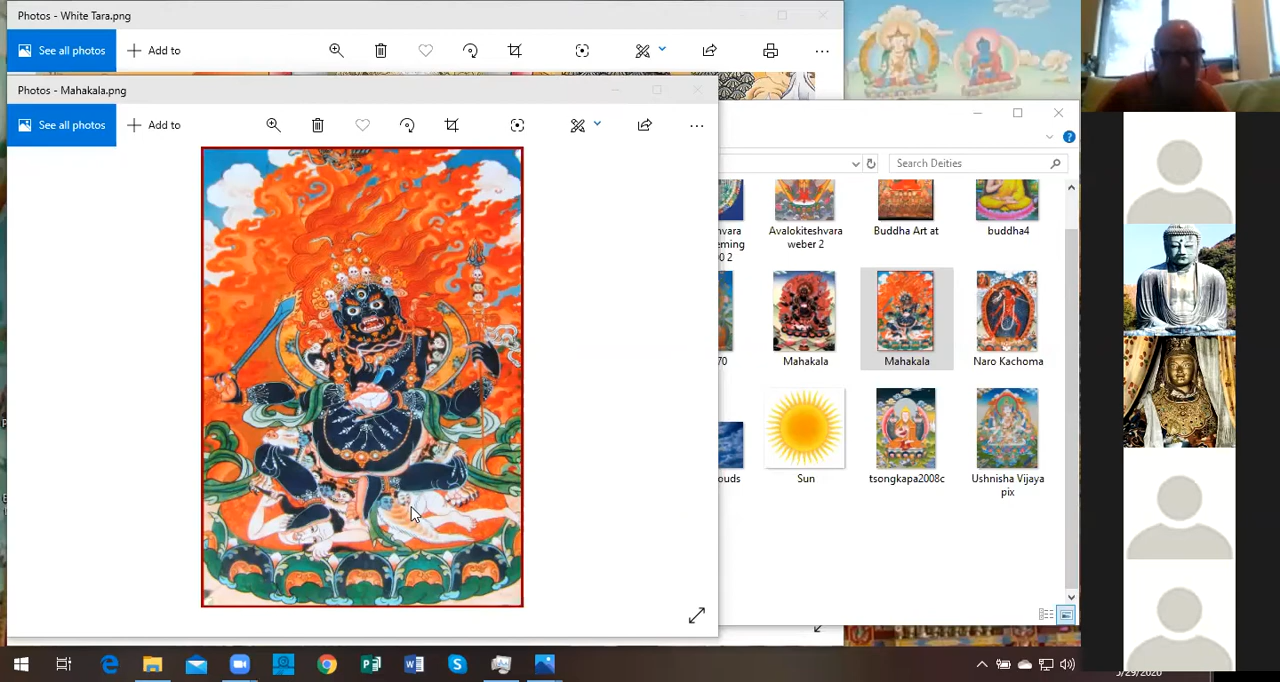 Photos - White Tara.png
See all photos
Add to
Photos - Mahakala.png
See all photos
Add to
Search Deities
Avalokiteshvara
weber 2
Buddha Art at
buddha4
Mahakala
Mahakala
Naro Kachoma
Sun
tsongkapa2008c
Ushnisha Vijaya
pix